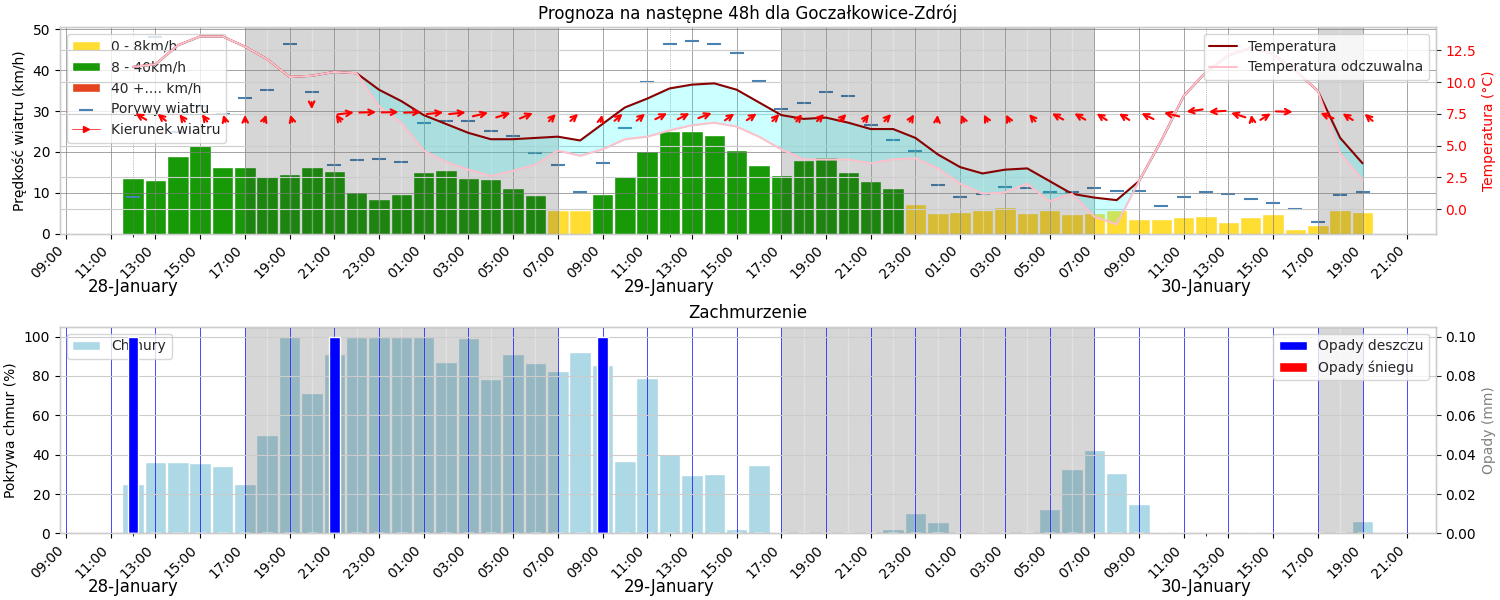 Prognoza na następne 48h dla Goczałkowice-Zdrój
Prędkość wiatru (km/h)
50
40
30
20
10
0
0 - 8km/h
8 - 40km/h
40 +.... km/h
Porywy wiatru
Kierunek wiatru
Temperatura
Temperatura odczuwalna
12.5
10.0
7.5
5.0
2.5
0.0
Temperatura (°C)
09:00 11:00 13:00 15:00 17:00 19:00 21:00 23:00 01:00 03:00 05:00 07:00 09:00 11:00 13:00 15:00 17:00 19:00 21:00 23:00 01:00 03:00 05:00 07:00 09:00 11:00 13:00 15:00 17:00 19:00 21:00
28-January 29-January 30-January
Zachmurzenie
Pokrywa chmur (%)
100
80
60
40
20
0
Chmury
Opady deszczu
Opady śniegu
0.10
0.08
0.06
0.04
0.02
0.00
Opady (mm)
09:00 11:00 13:00 15:00 17:00 19:00 21:00 23:00 01:00 03:00 05:00 07:00 09:00 11:00 13:00 15:00 17:00 19:00 21:00 23:00 01:00 03:00 05:00 07:00 09:00 11:00 13:00 15:00 17:00 19:00 21:00
28-January 29-January 30-January